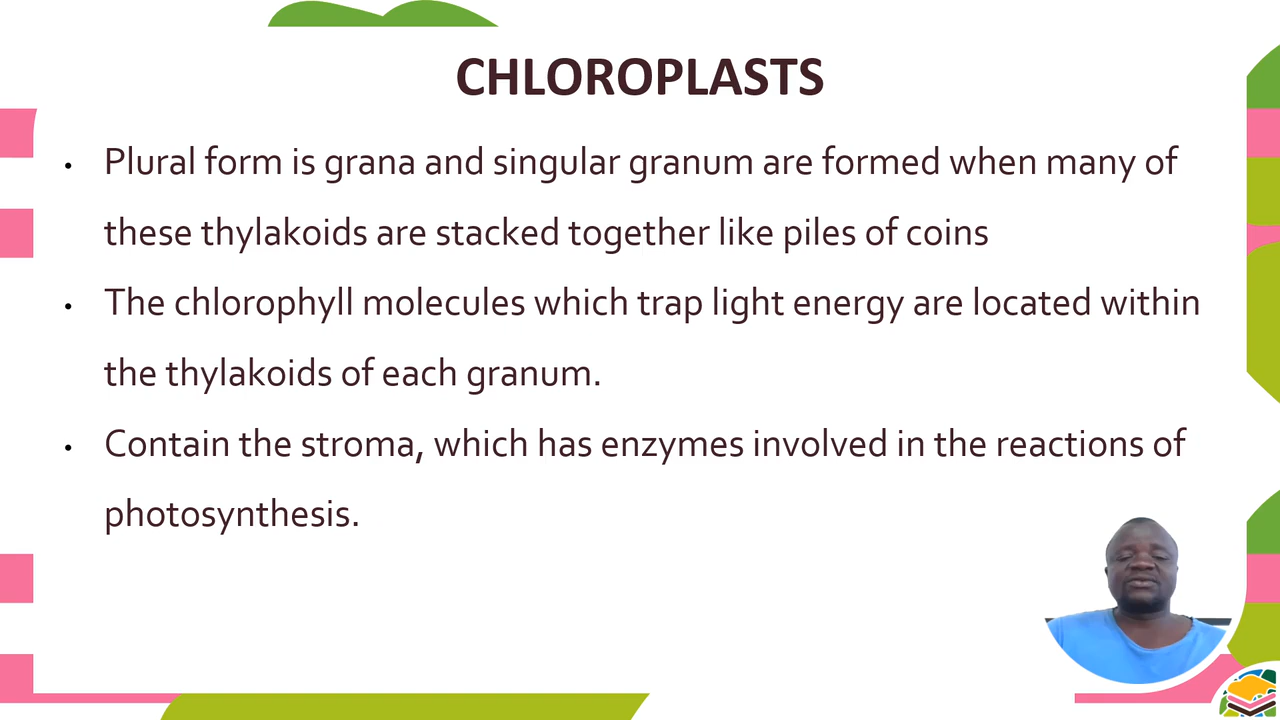 CHLOROPLASTS
• Plural form is grana and singular granum are formed when many of
these thylakoids are stacked together like piles of coins
• The chlorophyll molecules which trap light energy are located within
the thylakoids of each granum.
• Contain the stroma, which has enzymes involved in the reactions of
photosynthesis.